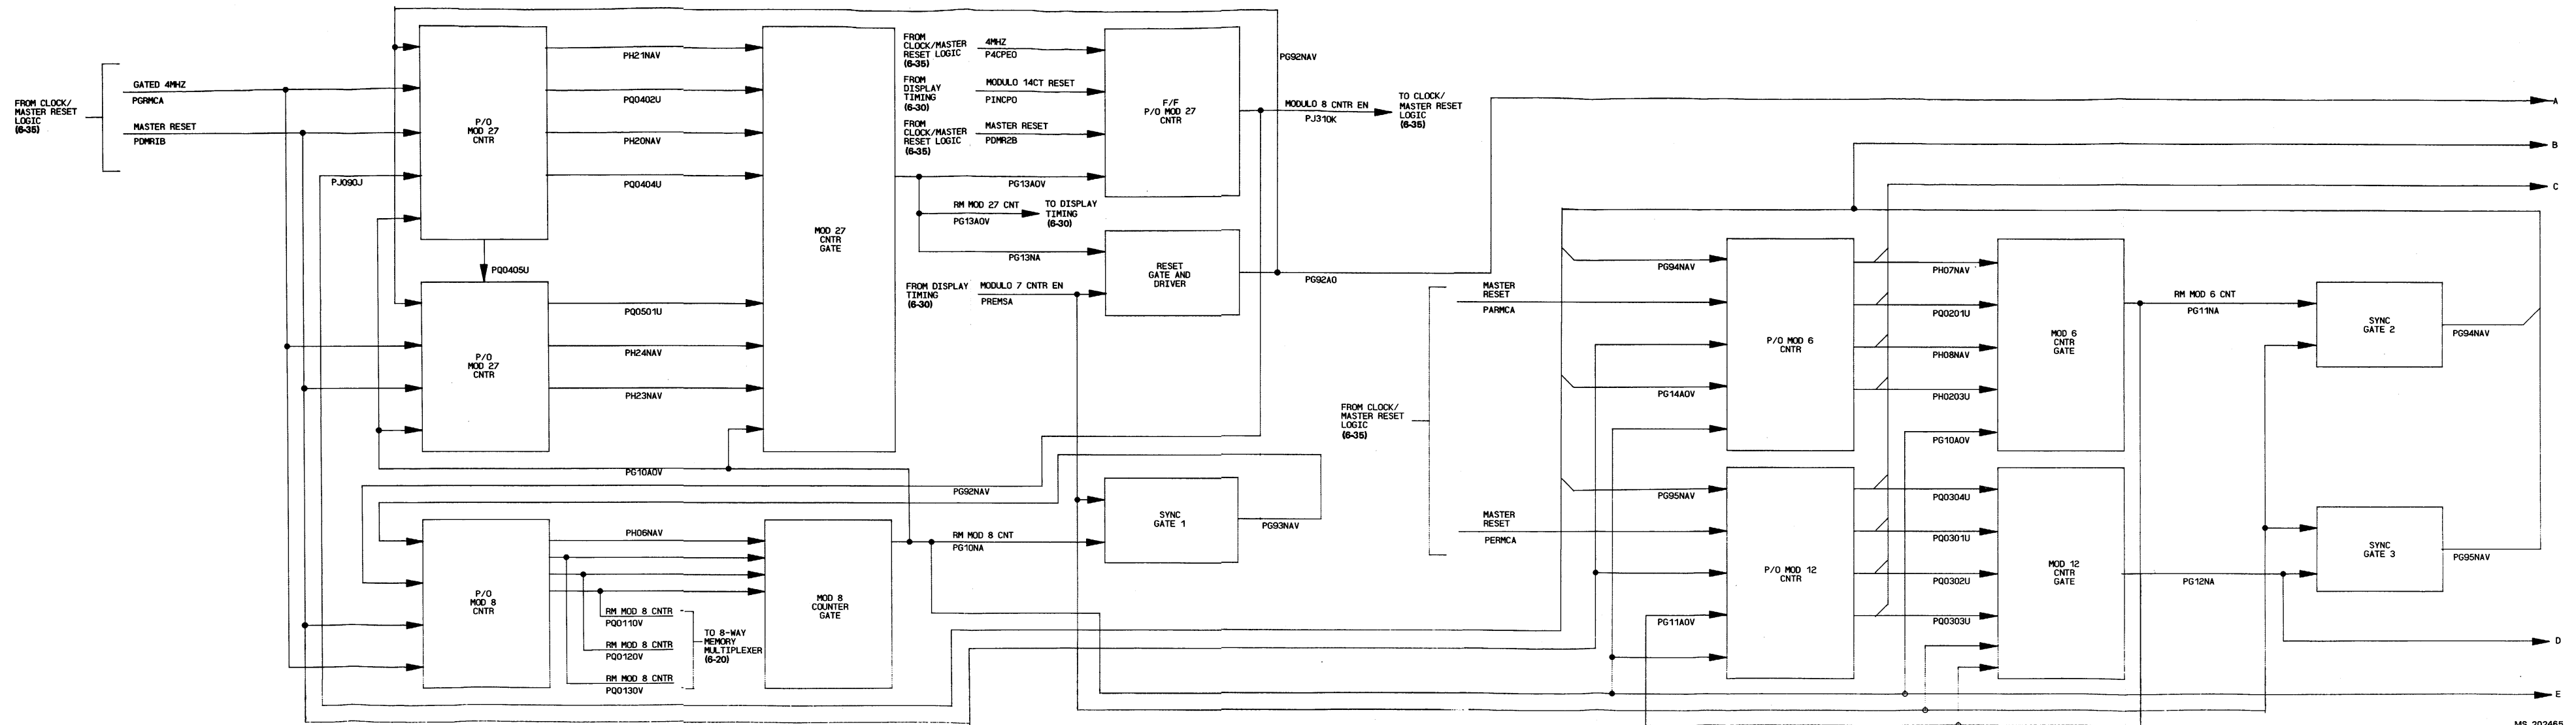 FROM CLOCK/
MASTER RESET
LOGIC
(6-35)
GATED 4MHZ
PGRMCA
MASTER RESET
PDMRIB
PJ090J
P/O
MOD 27
CNTR
PQ0405U
P/O
MOD 27
CNTR
PH21NAV
PQ0402U
PH20NAV
PQ0404U
PQ0501U
PH24NAV
PH23NAV
PG10AOV
MOD 27
CNTR
GATE
FROM
CLOCK/MASTER
RESET LOGIC
(6-35)
4MHZ
P4CPEO
FROM
DISPLAY
TIMING
(6-30)
MODULO 14CT RESET
PINCPO
FROM
CLOCK/MASTER
RESET LOGIC
(6-35)
MASTER RESET
PDMR2B
PG13AOV
RM MOD 27 CNT
PG13AOV
TO DISPLAY
TIMING
(6-30)
PG13NA
FROM DISPLAY
TIMING
(6-30)
MODULO 7 CNTR EN
PREMSA
F/F
P/O MOD 27
CNTR
RESET
GATE AND
DRIVER
PG92NAV
MODULO 8 CNTR EN
PJ310K
TO CLOCK/
MASTER RESET
LOGIC
(6-35)
PG92AO
PG92NAV
P/O
MOD 8
CNTR
PH06NAV
RM MOD 8 CNTR
PQ0110V
RM MOD 8 CNTR
PQ0120V
RM MOD 8 CNTR
PQ0130V
TO 8-WAY
MEMORY
MULTIPLEXER
(6-20)
MOD 8
COUNTER
GATE
RM MOD 8 CNT
PG10NA
SYNC
GATE 1
PG93NAV
FROM CLOCK/
MASTER RESET
LOGIC
(6-35)
MASTER
RESET
PARMCA
MASTER
RESET
PERMCA
PG94NAV
PG14AOV
PG95NAV
PG11AOV
P/O MOD 6
CNTR
P/O MOD 12
CNTR
PH07NAV
PQ0201U
PH08NAV
PH0203U
PG10AOV
PQ0304U
PQ0301U
PQ0302U
PQ0303U
MOD 6
CNTR
GATE
MOD 12
CNTR
GATE
RM MOD 6 CNT
PG11NA
PG12NA
SYNC
GATE 2
PG94NAV
SYNC
GATE 3
PG95NAV
A
B
C
D
E
MS 202465